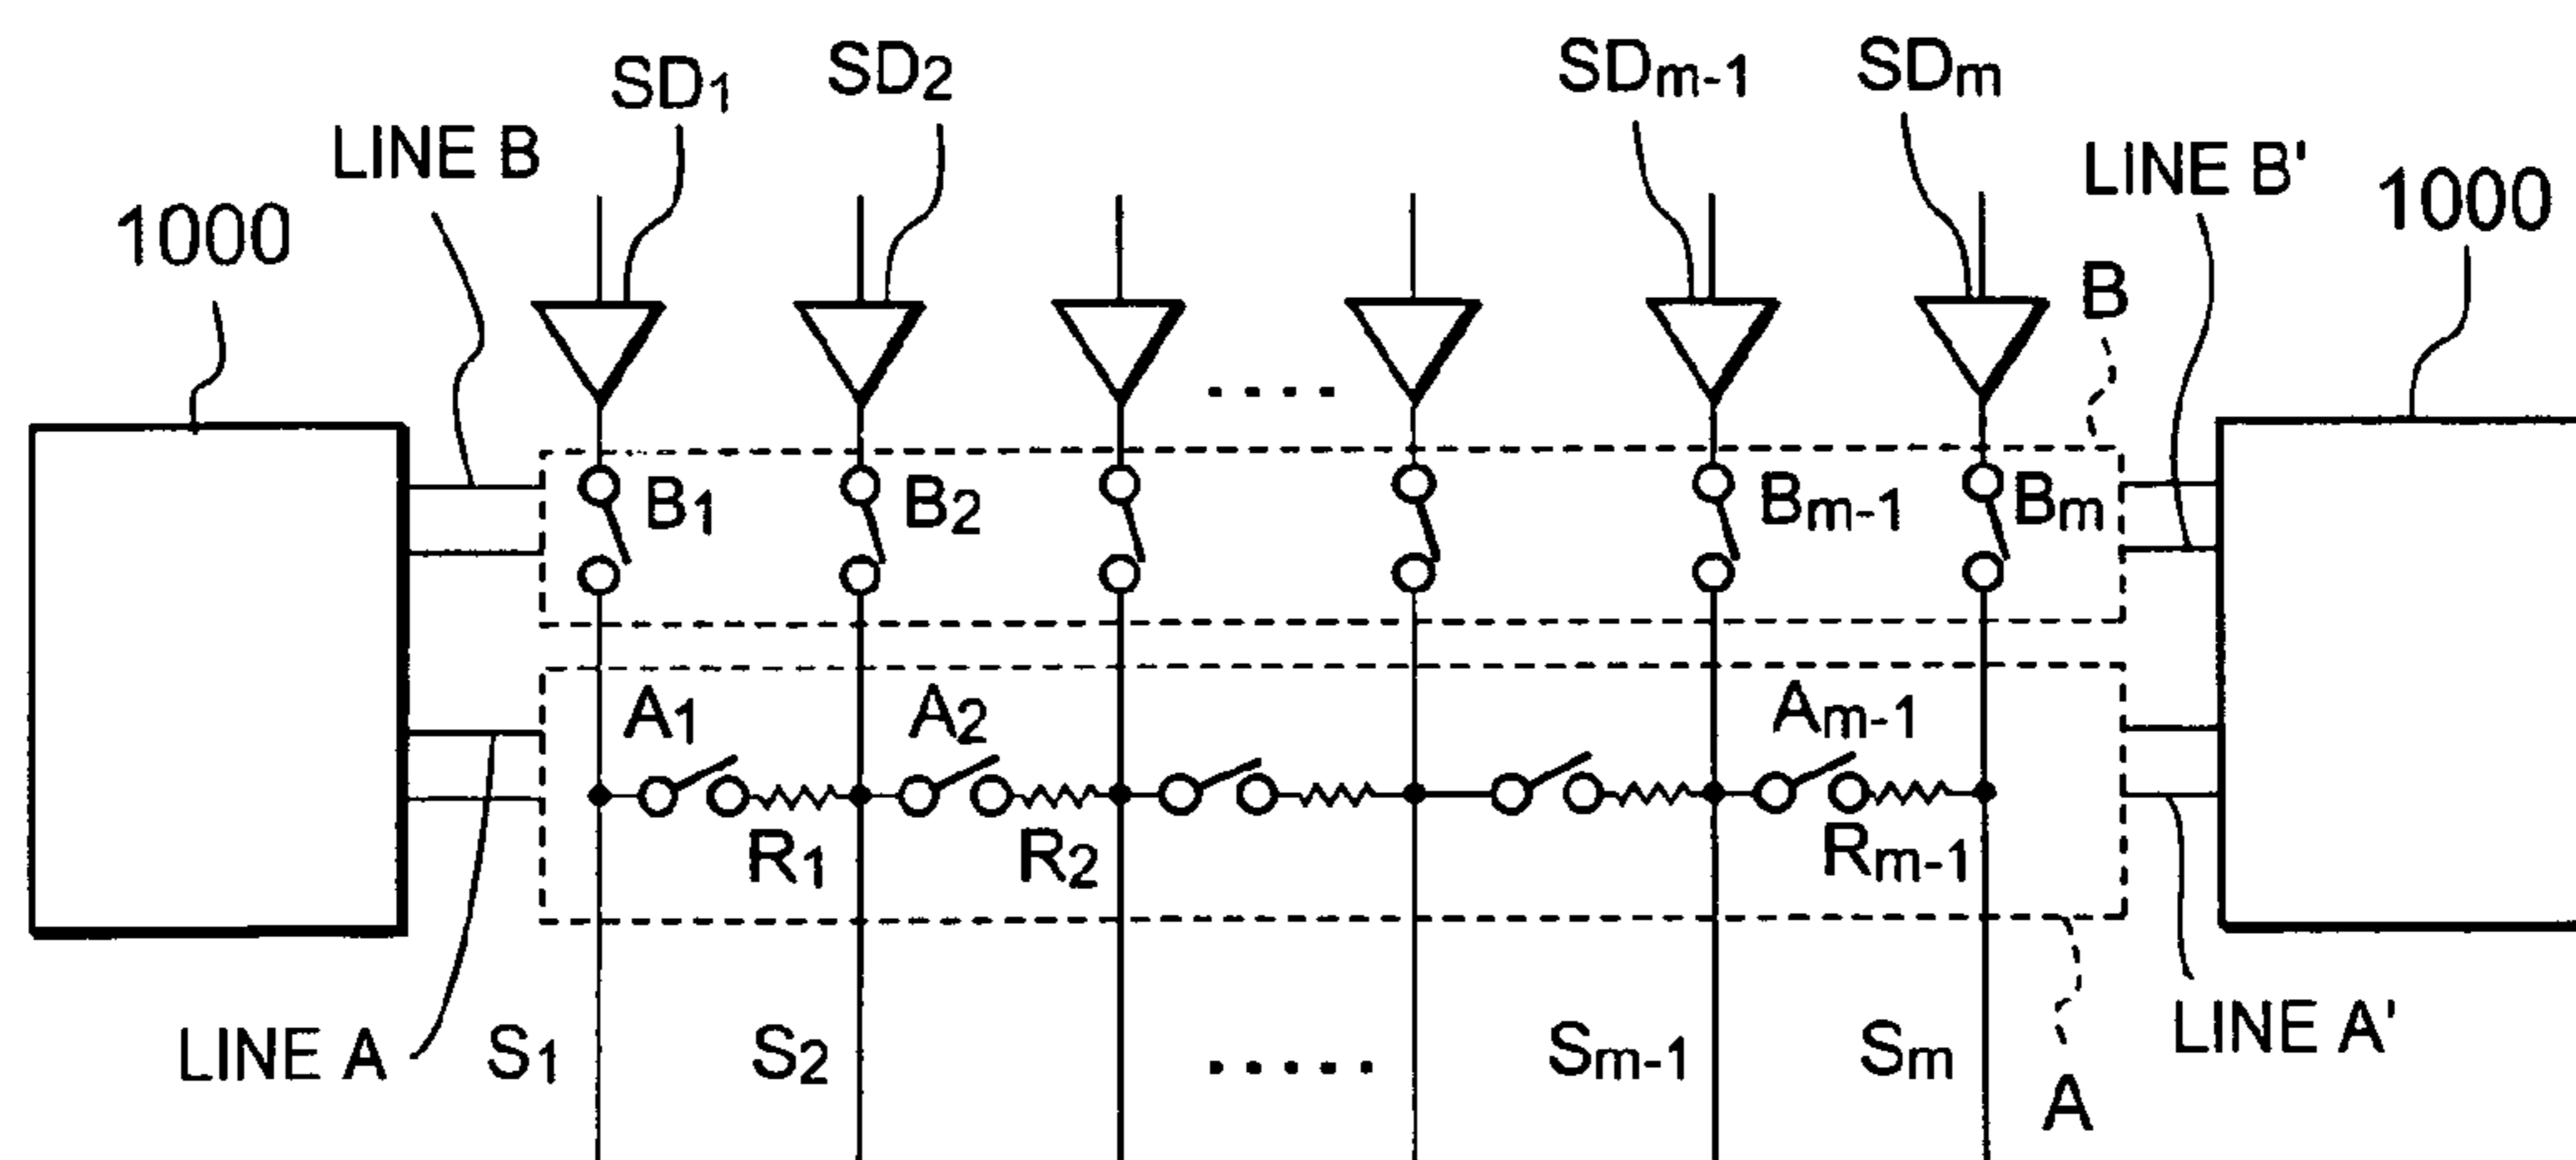 SD1 SD2 SDm-1 SDm
LINE B LINE B'
1000 1000
B
B1 B2 Bm-1 Bm
A1 A2 Am-1
R1 R2 Rm-1
LINE A S1 S2 ..... Sm-1 Sm LINE A'
A